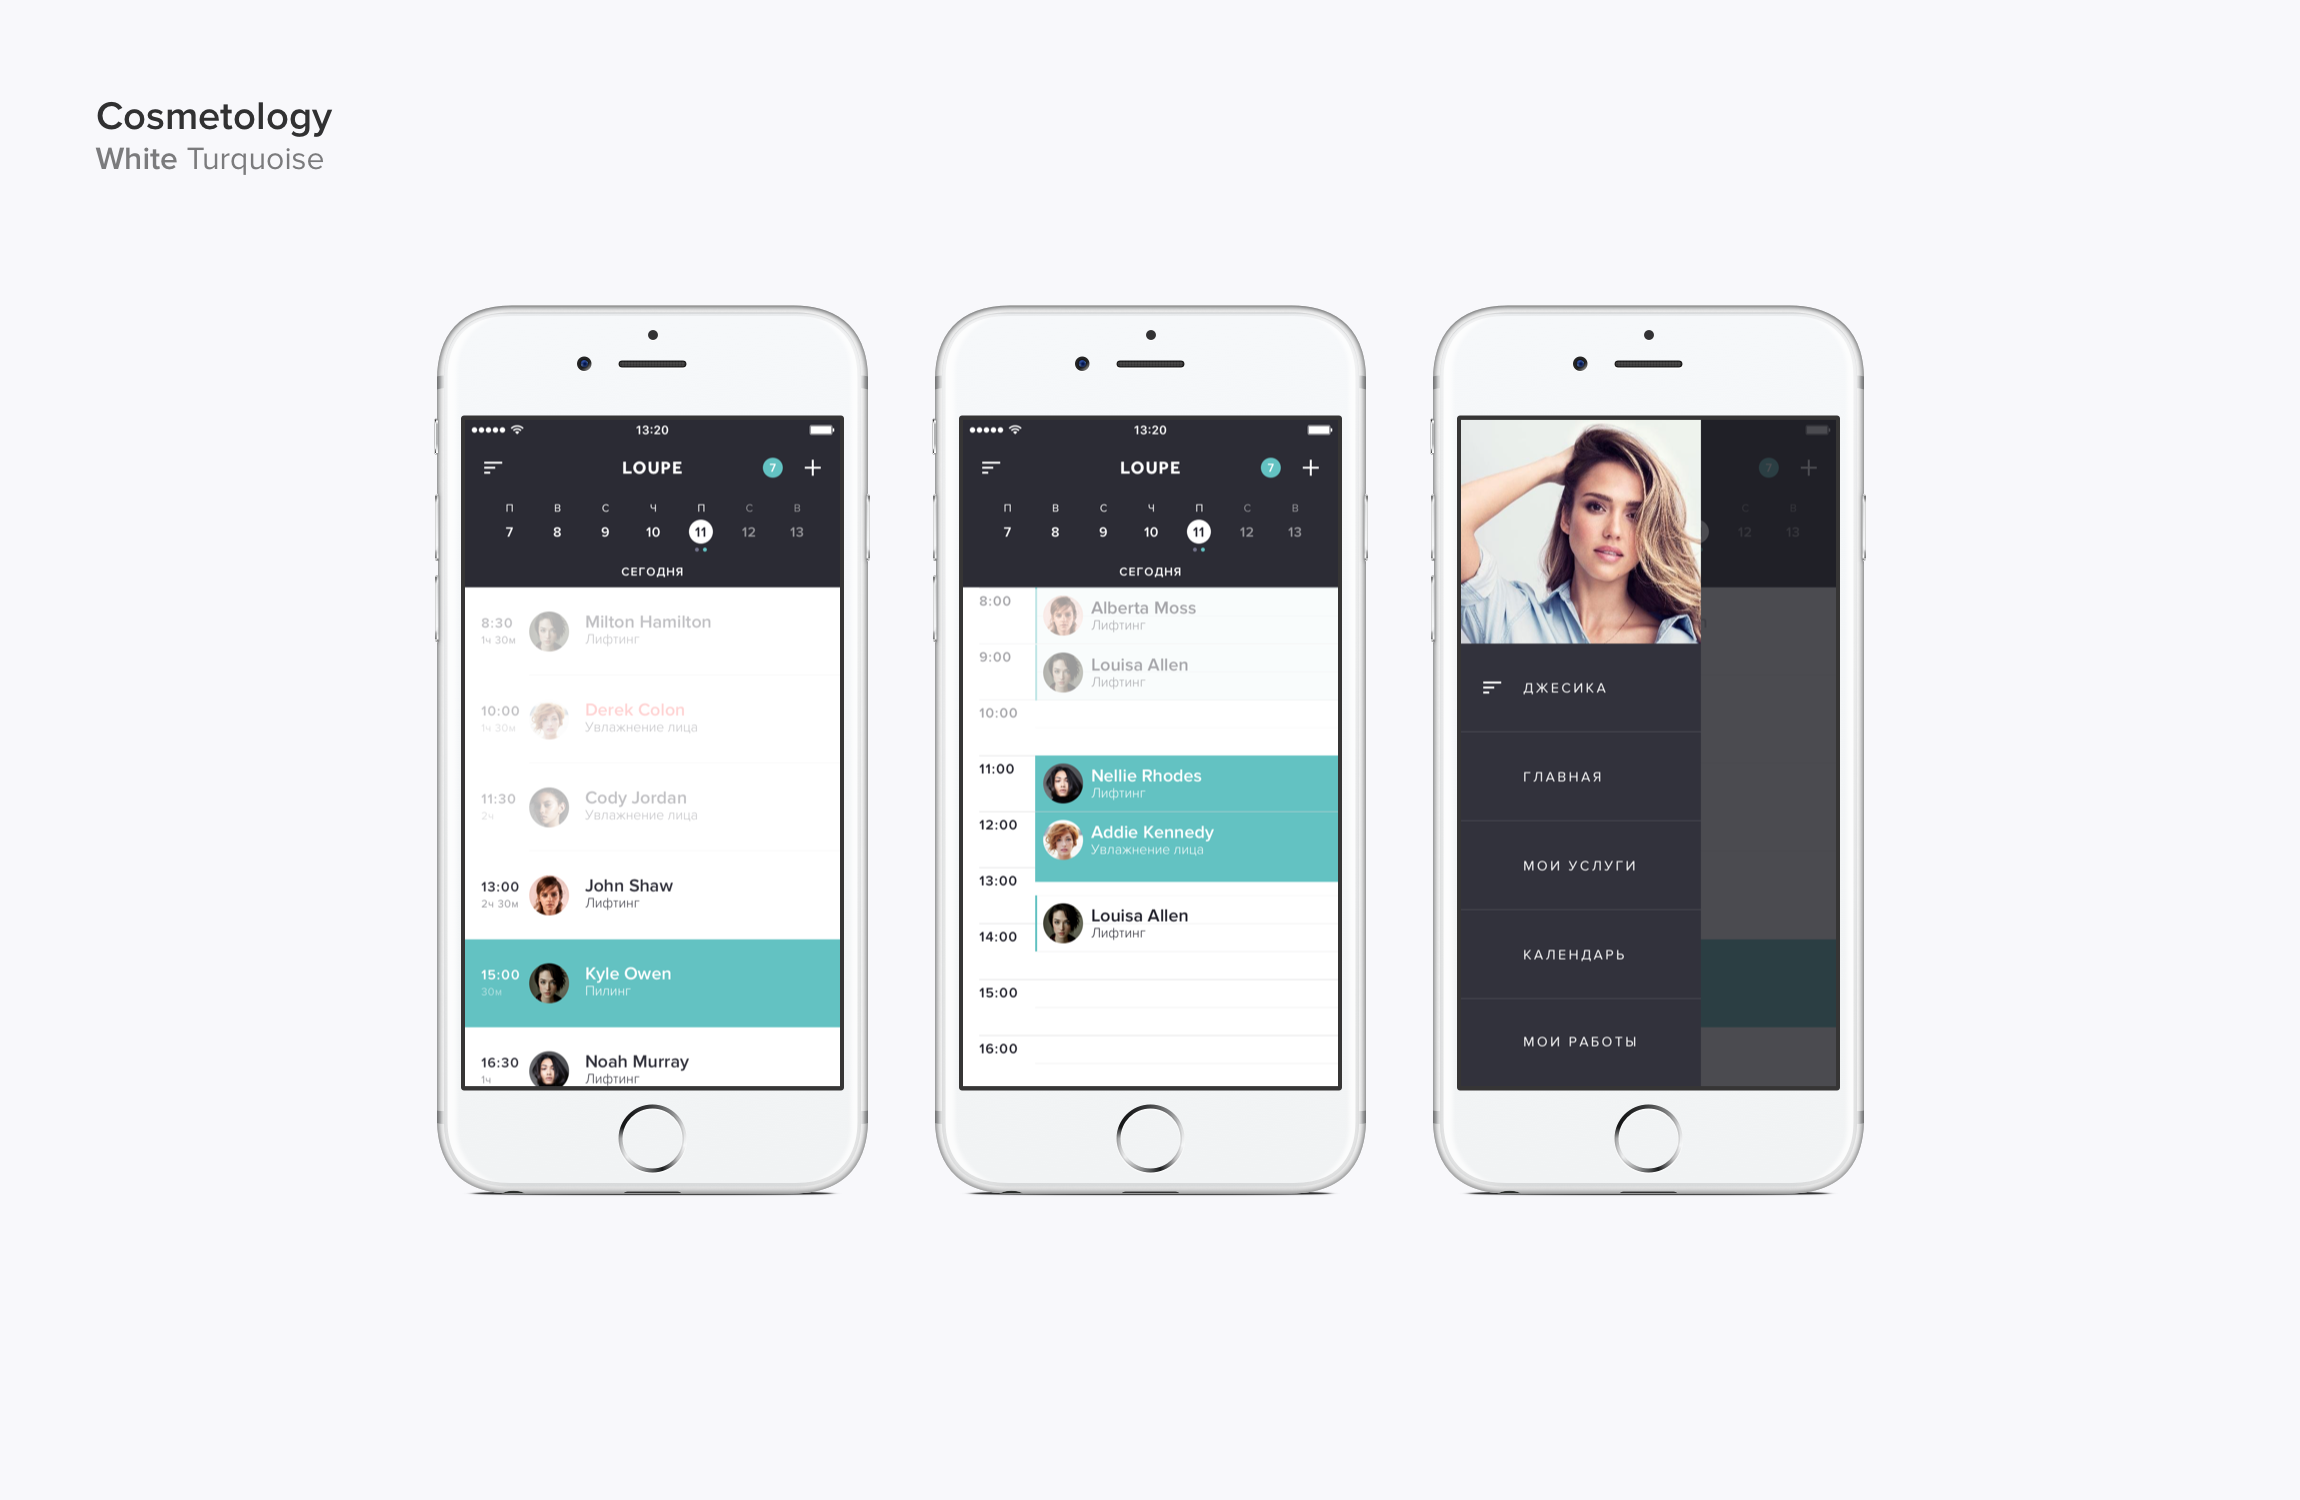 Cosmetology
White Turquoise
13:20
LOUPE
7
П В С Ч П С В
7 8 9 10 11 12 13
СЕГОДНЯ
8:30
1ч 30м
Milton Hamilton
Лифтинг
10:00
1ч 30м
Derek Colon
Увлажнение лица
11:30
2ч
Cody Jordan
Увлажнение лица
13:00
2ч 30м
John Shaw
Лифтинг
15:00
30м
Kyle Owen
Пилинг
16:30
1ч
Noah Murray
Лифтинг
13:20
LOUPE
7
П В С Ч П С В
7 8 9 10 11 12 13
СЕГОДНЯ
8:00
Alberta Moss
Лифтинг
9:00
Louisa Allen
Лифтинг
10:00
11:00
Nellie Rhodes
Лифтинг
12:00
Addie Kennedy
Увлажнение лица
13:00
Louisa Allen
Лифтинг
14:00
15:00
16:00
7
С В
12 13
ДЖЕСИКА
ГЛАВНАЯ
МОИ УСЛУГИ
КАЛЕНДАРЬ
МОИ РАБОТЫ